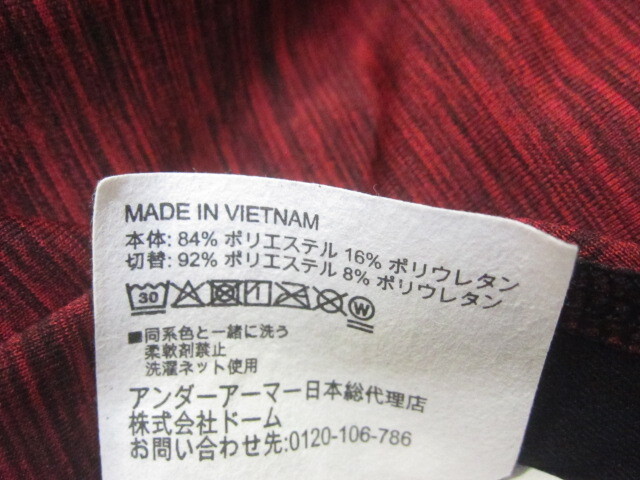 MADE IN VIETNAM
本体: 84% ポリエステル 16% ポリウレタン
切替: 92% ポリエステル 8% ポリウレタン
30 W
■同系色と一緒に洗う
柔軟剤禁止
洗濯ネット使用
アンダーアーマー日本総代理店
株式会社ドーム
お問い合わせ先:0120-106-786